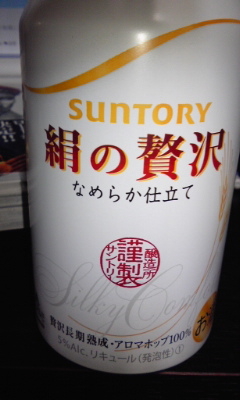 SUNTORY
絹の贅沢
なめらか仕立て
醸造所
謹製
サントリー
Silky Co
贅沢長期熟成・アロマホップ100%
5%Alc. リキュール(発泡性)①
お